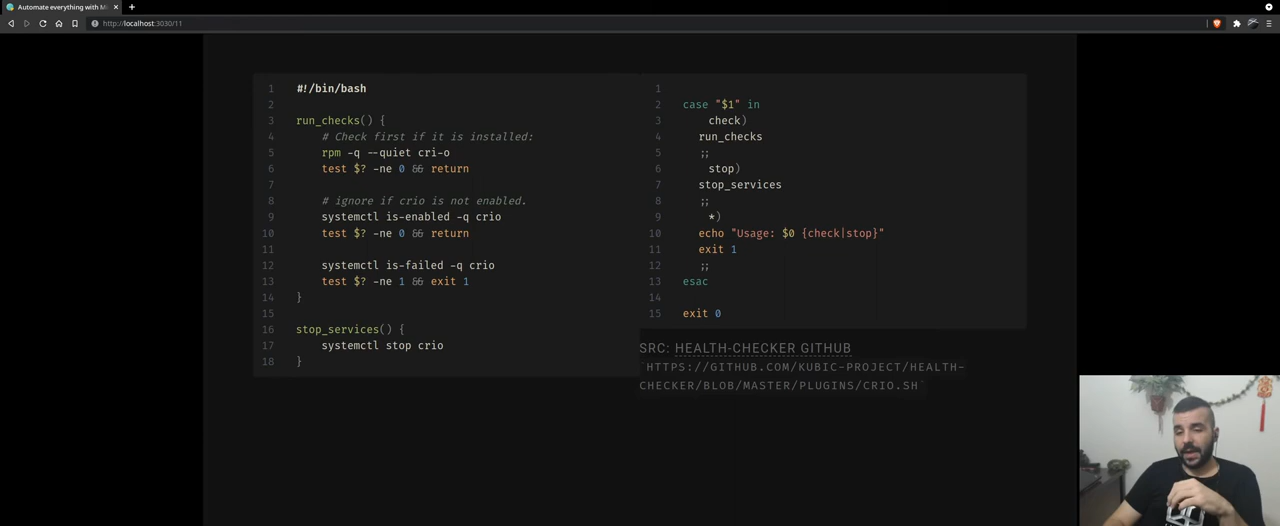 Automate everything with Mi
http://localhost:3030/11
1 #!/bin/bash
2
3 run_checks() {
4 # Check first if it is installed:
5 rpm -q --quiet cri-o
6 test $? -ne 0 && return
7
8 # ignore if crio is not enabled.
9 systemctl is-enabled -q crio
10 test $? -ne 0 && return
11
12 systemctl is-failed -q crio
13 test $? -ne 1 && exit 1
14 }
15
16 stop_services() {
17 systemctl stop crio
18 }
1
2 case "$1" in
3 check)
4 run_checks
5 ;;
6 stop)
7 stop_services
8 ;;
9 *)
10 echo "Usage: $0 {check|stop}"
11 exit 1
12 ;;
13 esac
14
15 exit 0
SRC: HEALTH-CHECKER GITHUB
`HTTPS://GITHUB.COM/KUBIC-PROJECT/HEALTH-
CHECKER/BLOB/MASTER/PLUGINS/CRIO.SH`